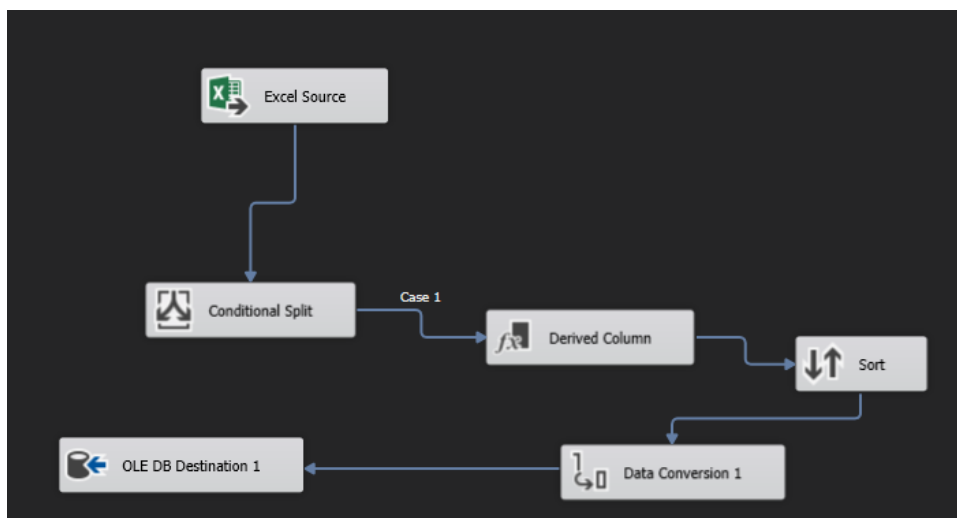 Excel Source
Conditional Split
Case 1
Derived Column
Sort
OLE DB Destination 1
Data Conversion 1